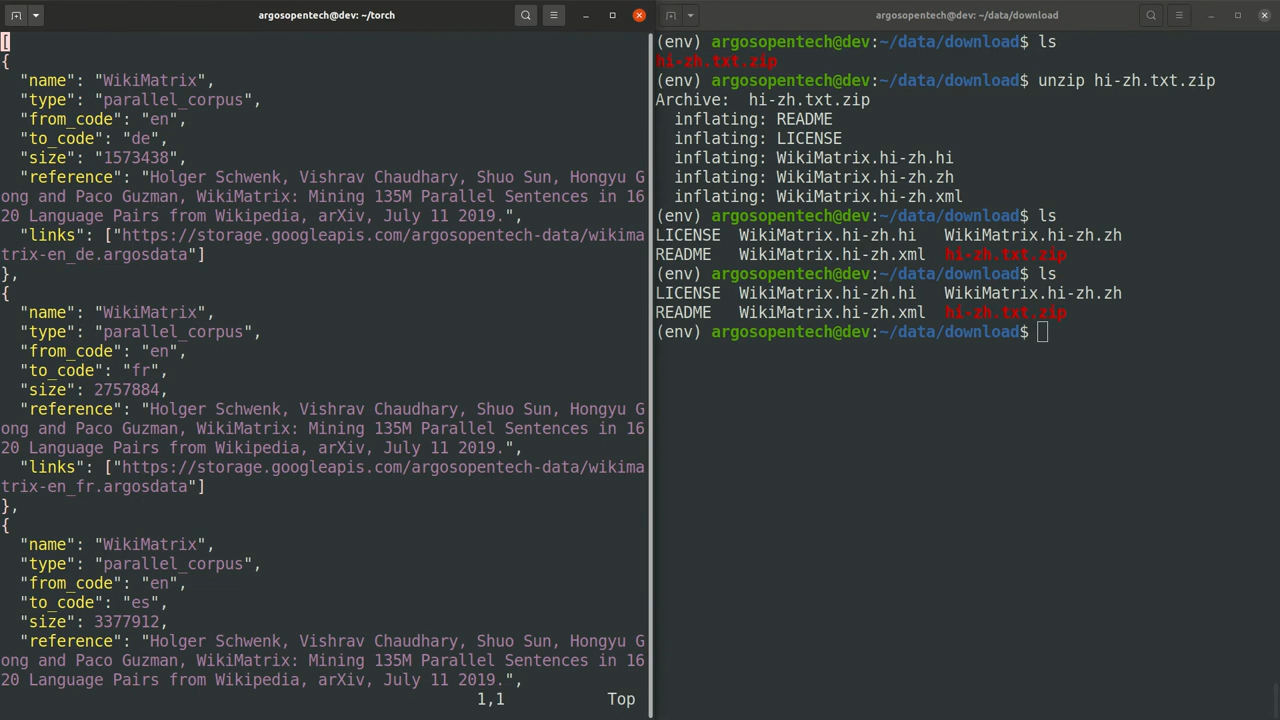 argosopentech@dev: ~/torch
[
{
  "name": "WikiMatrix",
  "type": "parallel_corpus",
  "from_code": "en",
  "to_code": "de",
  "size": "1573438",
  "reference": "Holger Schwenk, Vishrav Chaudhary, Shuo Sun, Hongyu G
ong and Paco Guzman, WikiMatrix: Mining 135M Parallel Sentences in 16
20 Language Pairs from Wikipedia, arXiv, July 11 2019.",
  "links": ["https://storage.googleapis.com/argosopentech-data/wikima
trix-en_de.argosdata"]
},
{
  "name": "WikiMatrix",
  "type": "parallel_corpus",
  "from_code": "en",
  "to_code": "fr",
  "size": 2757884,
  "reference": "Holger Schwenk, Vishrav Chaudhary, Shuo Sun, Hongyu G
ong and Paco Guzman, WikiMatrix: Mining 135M Parallel Sentences in 16
20 Language Pairs from Wikipedia, arXiv, July 11 2019.",
  "links": ["https://storage.googleapis.com/argosopentech-data/wikima
trix-en_fr.argosdata"]
},
{
  "name": "WikiMatrix",
  "type": "parallel_corpus",
  "from_code": "en",
  "to_code": "es",
  "size": 3377912,
  "reference": "Holger Schwenk, Vishrav Chaudhary, Shuo Sun, Hongyu G
ong and Paco Guzman, WikiMatrix: Mining 135M Parallel Sentences in 16
20 Language Pairs from Wikipedia, arXiv, July 11 2019.",
1,1 Top
argosopentech@dev: ~/data/download
(env) argosopentech@dev:~/data/download$ ls
hi-zh.txt.zip
(env) argosopentech@dev:~/data/download$ unzip hi-zh.txt.zip
Archive:  hi-zh.txt.zip
  inflating: README
  inflating: LICENSE
  inflating: WikiMatrix.hi-zh.hi
  inflating: WikiMatrix.hi-zh.zh
  inflating: WikiMatrix.hi-zh.xml
(env) argosopentech@dev:~/data/download$ ls
LICENSE  WikiMatrix.hi-zh.hi   WikiMatrix.hi-zh.zh
README   WikiMatrix.hi-zh.xml  hi-zh.txt.zip
(env) argosopentech@dev:~/data/download$ ls
LICENSE  WikiMatrix.hi-zh.hi   WikiMatrix.hi-zh.zh
README   WikiMatrix.hi-zh.xml  hi-zh.txt.zip
(env) argosopentech@dev:~/data/download$